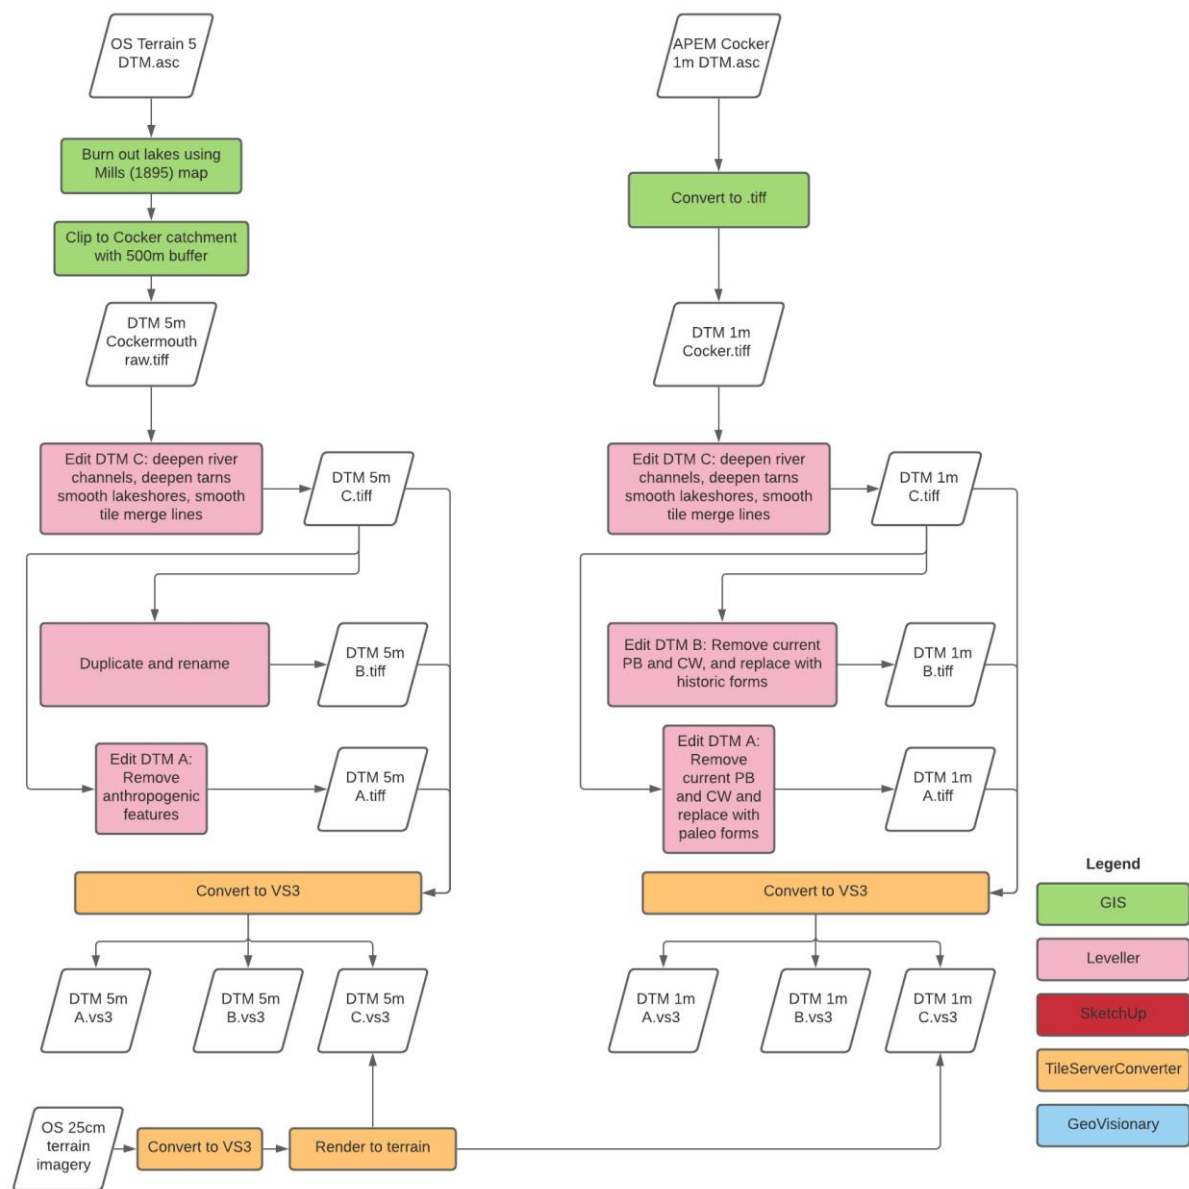 OS Terrain 5
DTM.asc
APEM Cocker
1m DTM.asc
Burn out lakes using
Mills (1895) map
Convert to .tiff
Clip to Cocker catchment
with 500m buffer
DTM 5m
Cockermouth
raw.tiff
DTM 1m
Cocker.tiff
Edit DTM C: deepen river
channels, deepen tarns
smooth lakeshores, smooth
tile merge lines
DTM 5m
C.tiff
Edit DTM C: deepen river
channels, deepen tarns
smooth lakeshores, smooth
tile merge lines
DTM 1m
C.tiff
Duplicate and rename
DTM 5m
B.tiff
Edit DTM B: Remove current
PB and CW, and replace with
historic forms
DTM 1m
B.tiff
Edit DTM A:
Remove
anthropogenic
features
DTM 5m
A.tiff
Edit DTM A:
Remove
current PB
and CW and
replace with
paleo forms
DTM 1m
A.tiff
Convert to VS3
Convert to VS3
DTM 5m
A.vs3
DTM 5m
B.vs3
DTM 5m
C.vs3
DTM 1m
A.vs3
DTM 1m
B.vs3
DTM 1m
C.vs3
OS 25cm
terrain
imagery
Convert to VS3
Render to terrain
Legend
GIS
Leveller
SketchUp
TileServerConverter
GeoVisionary